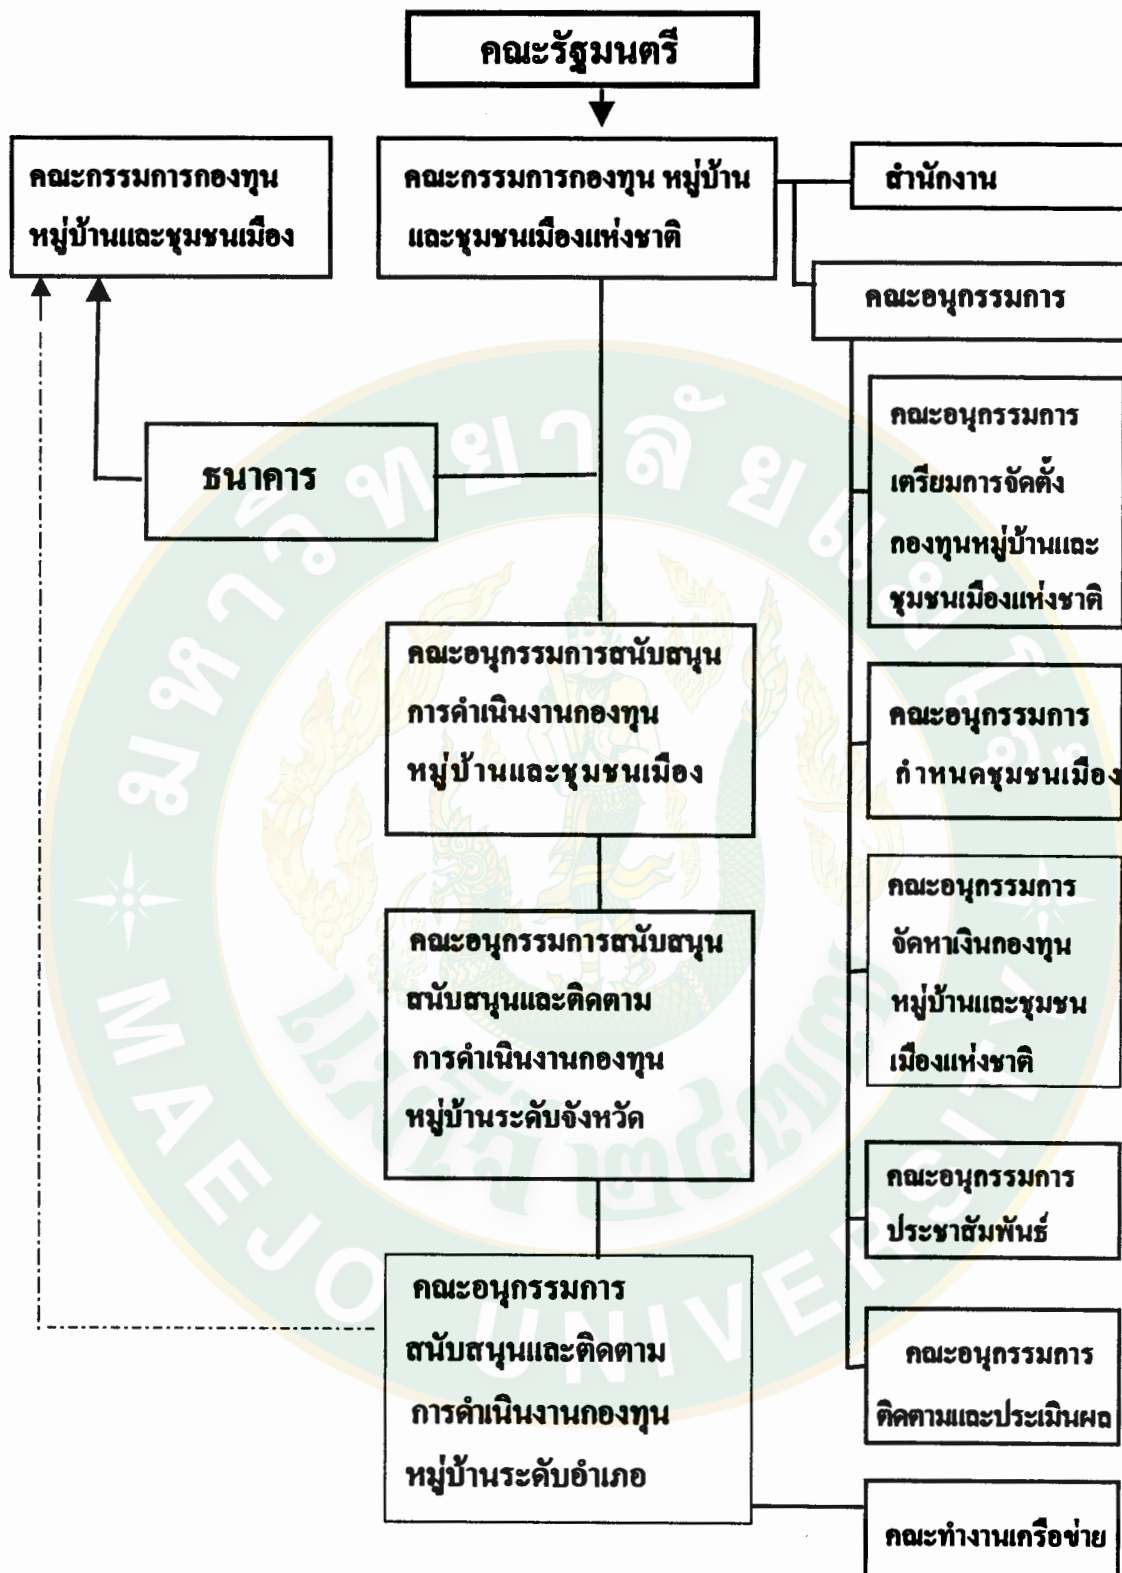 คณะรัฐมนตรี
คณะกรรมการกองทุน
หมู่บ้านและชุมชนเมือง
คณะกรรมการกองทุน หมู่บ้าน
และชุมชนเมืองแห่งชาติ
สำนักงาน
คณะอนุกรรมการ
ธนาคาร
คณะอนุกรรมการ
เตรียมการจัดตั้ง
กองทุนหมู่บ้านและ
ชุมชนเมืองแห่งชาติ
คณะอนุกรรมการสนับสนุน
การดำเนินงานกองทุน
หมู่บ้านและชุมชนเมือง
คณะอนุกรรมการ
กำหนดชุมชนเมือง
คณะอนุกรรมการ
จัดหาเงินกองทุน
หมู่บ้านและชุมชน
เมืองแห่งชาติ
คณะอนุกรรมการสนับสนุน
สนับสนุนและติดตาม
การดำเนินงานกองทุน
หมู่บ้านระดับจังหวัด
คณะอนุกรรมการ
ประชาสัมพันธ์
คณะอนุกรรมการ
สนับสนุนและติดตาม
การดำเนินงานกองทุน
หมู่บ้านระดับอำเภอ
คณะอนุกรรมการ
ติดตามและประเมินผล
คณะทำงานเครือข่าย
มหาวิทยาลัยแม่โจ้
MAEJO UNIVERSITY
แม่โจ้ ๒๔๗๗